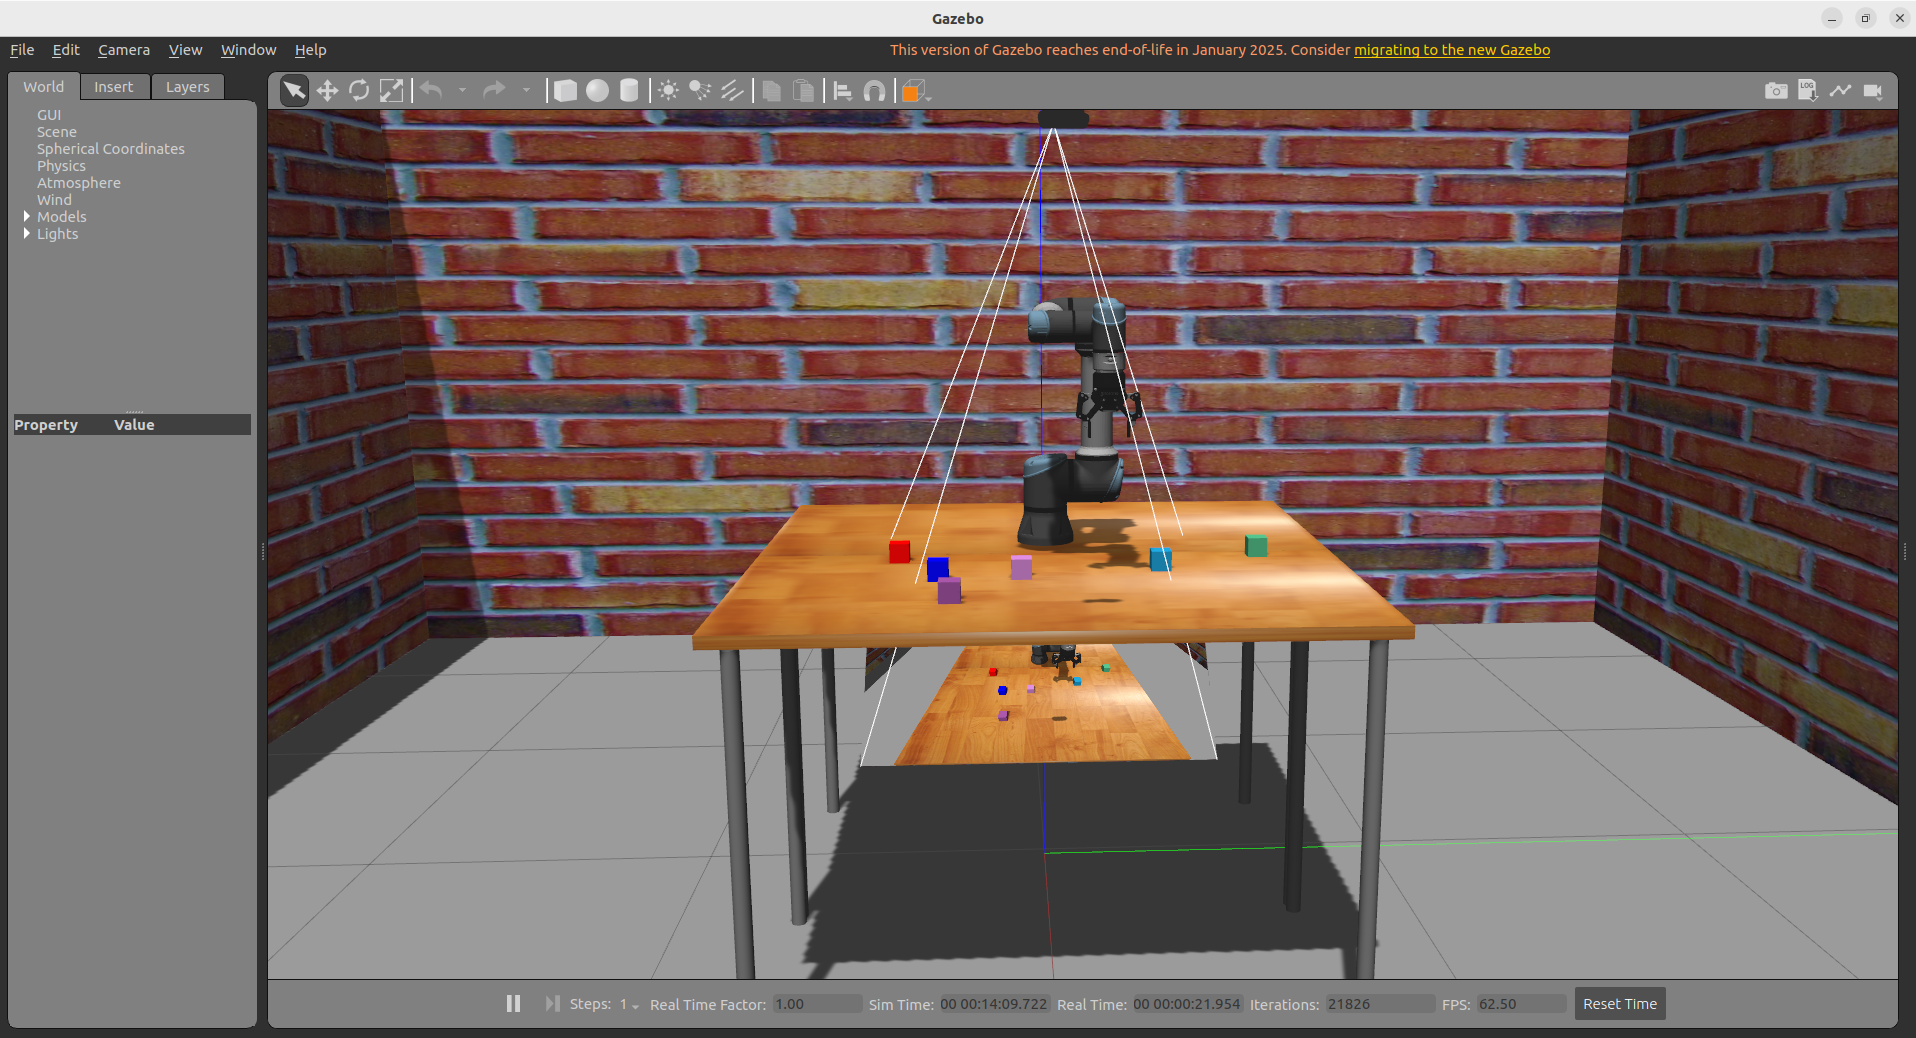 Gazebo
File Edit Camera View Window Help
This version of Gazebo reaches end-of-life in January 2025. Consider migrating to the new Gazebo
World Insert Layers
LOG
GUI
Scene
Spherical Coordinates
Physics
Atmosphere
Wind
Models
Lights
Property Value
Steps: 1 Real Time Factor: 1.00 Sim Time: 00 00:14:09.722 Real Time: 00 00:00:21.954 Iterations: 21826 FPS: 62.50 Reset Time